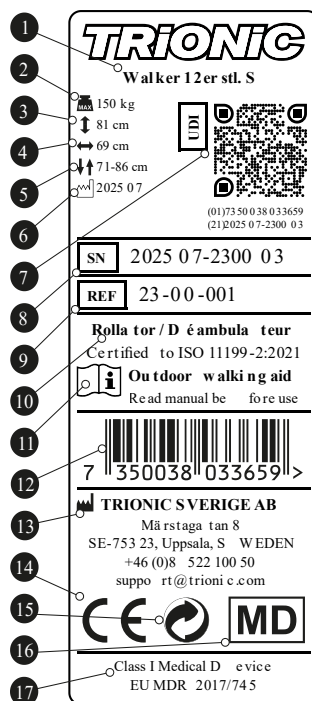 1
TRiONiC
Walker 12er stl. S
2
MAX 150 kg
3
81 cm
4
69 cm
5
71-86 cm
6
2025 07
7
UDI
(01)7350038033659
(21)202507-2300 03
8
SN 2025 07-2300 03
9
REF 23-00-001
10
Rollator/Déambulateur
Certified to ISO 11199-2:2021
11
i Outdoor walking aid
Read manual before use
12
7 350038 033659 >
13
TRIONIC SVERIGE AB
Märstagatan 8
SE-753 23, Uppsala, SWEDEN
+46 (0)8 522 100 50
support@trionic.com
14
CE
15
16
MD
17
Class I Medical Device
EU MDR 2017/745